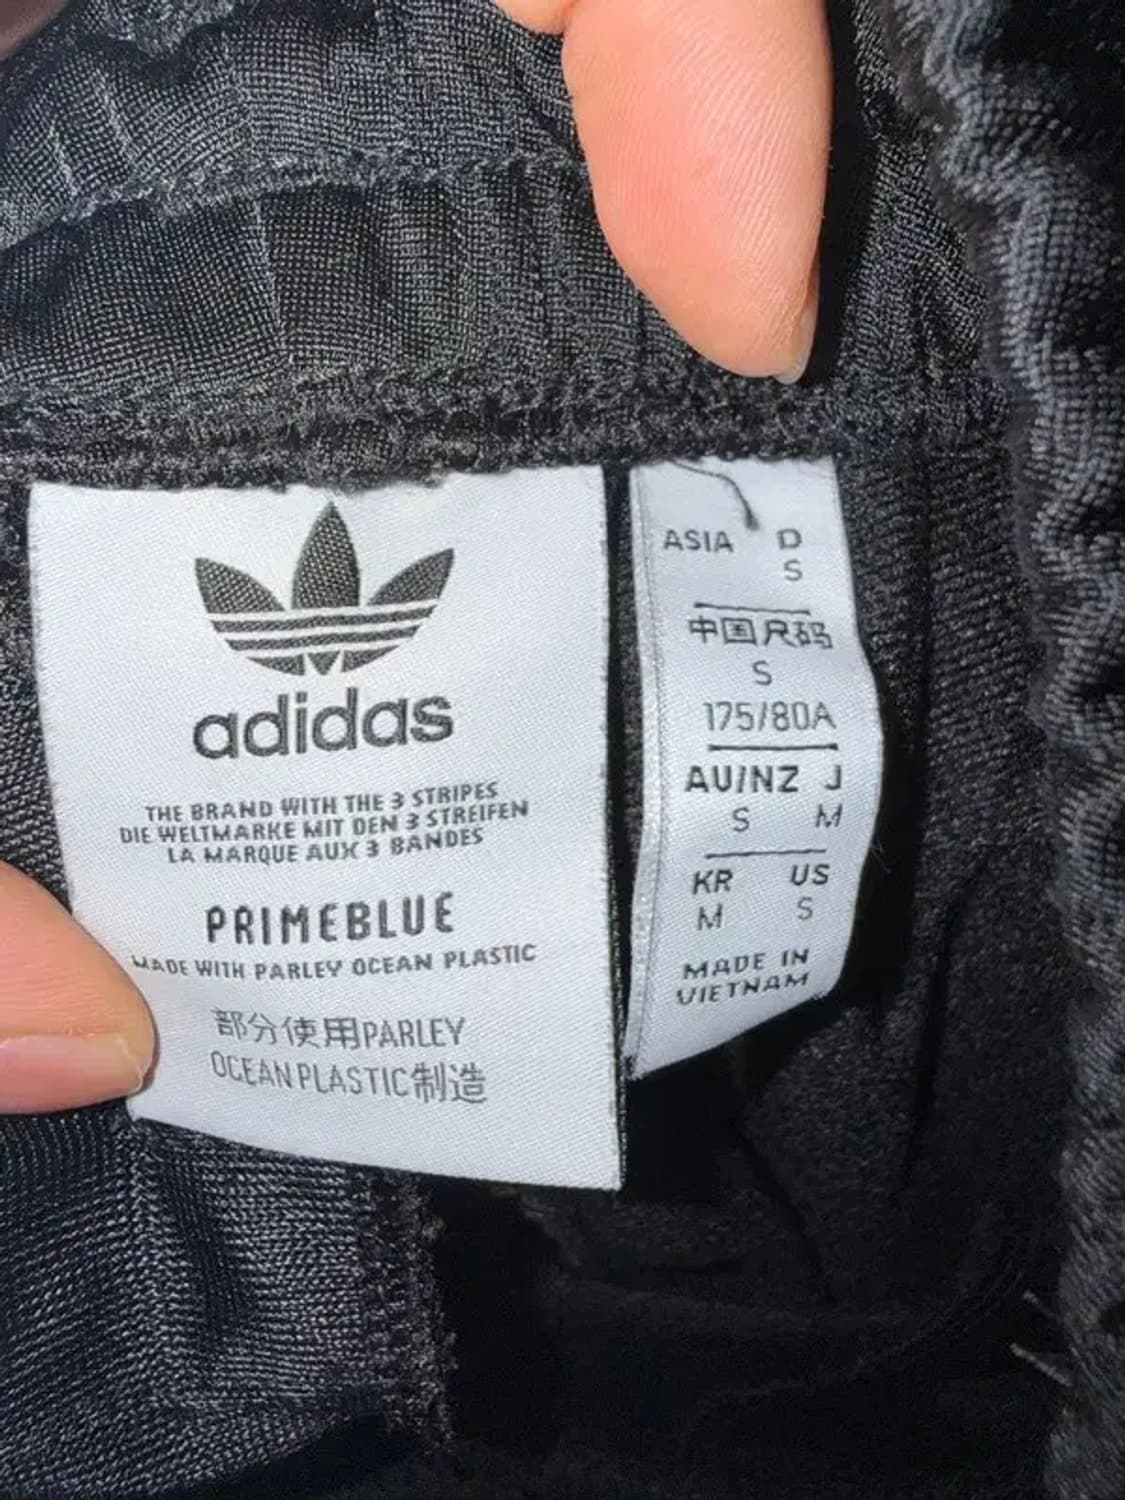 adidas
THE BRAND WITH THE 3 STRIPES
DIE WELTMARKE MIT DEN 3 STREIFEN
LA MARQUE AUX 3 BANDES
PRIMEBLUE
MADE WITH PARLEY OCEAN PLASTIC
部分使用PARLEY
OCEAN PLASTIC制造
ASIA D
S
中国尺码
S
175/80A
AU/NZ J
S M
KR US
M S
MADE IN
VIETNAM